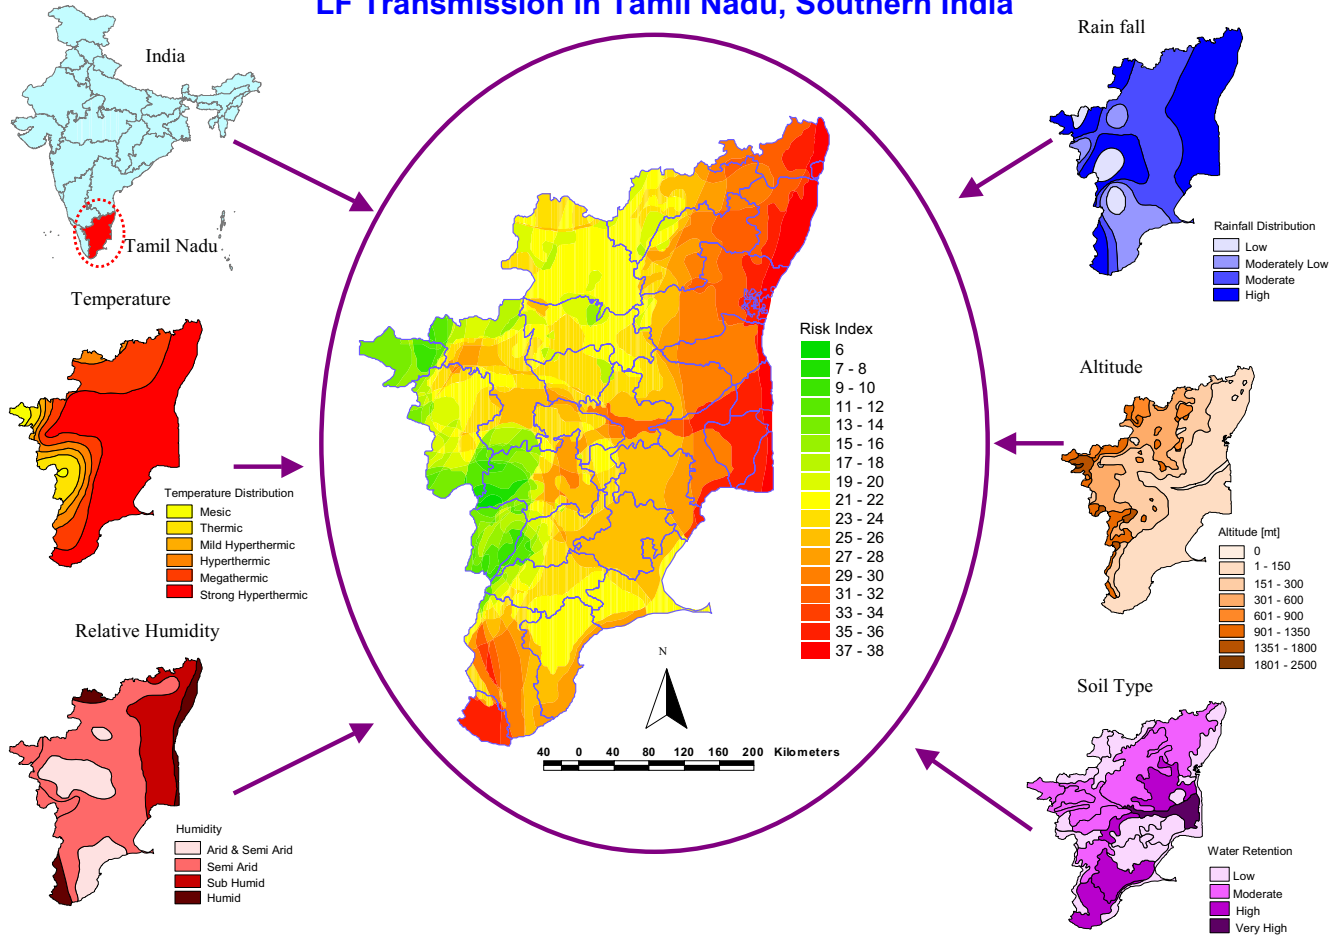 LF Transmission in Tamil Nadu, Southern India
India
Tamil Nadu
Rain fall
Rainfall Distribution
Low
Moderately Low
Moderate
High
Temperature
Temperature Distribution
Mesic
Thermic
Mild Hyperthermic
Hyperthermic
Megathermic
Strong Hyperthermic
Risk Index
6
7 - 8
9 - 10
11 - 12
13 - 14
15 - 16
17 - 18
19 - 20
21 - 22
23 - 24
25 - 26
27 - 28
29 - 30
31 - 32
33 - 34
35 - 36
37 - 38
N
40 0 40 80 120 160 200 Kilometers
Altitude
Altitude [mt]
0
1 - 150
151 - 300
301 - 600
601 - 900
901 - 1350
1351 - 1800
1801 - 2500
Relative Humidity
Humidity
Arid & Semi Arid
Semi Arid
Sub Humid
Humid
Soil Type
Water Retention
Low
Moderate
High
Very High